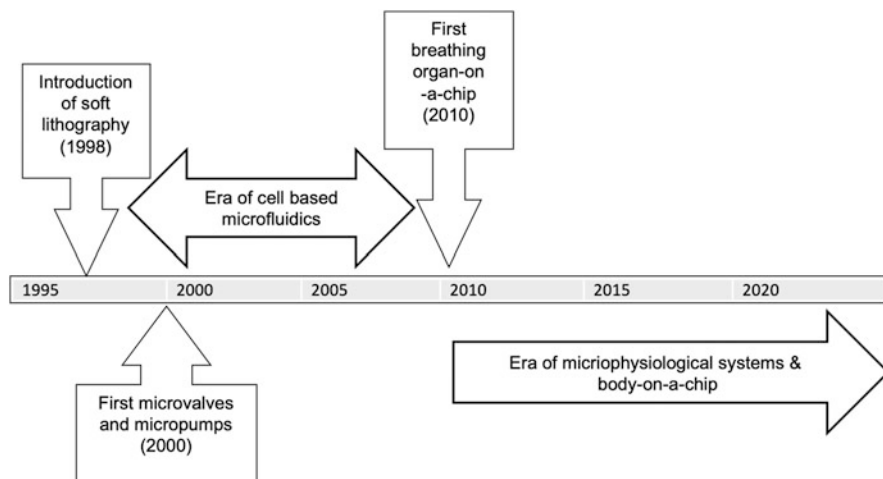 Introduction
of soft
lithography
(1998)
First
breathing
organ-on
-a-chip
(2010)
Era of cell based
microfluidics
1995 2000 2005 2010 2015 2020
First microvalves
and micropumps
(2000)
Era of micriophysiological systems &
body-on-a-chip